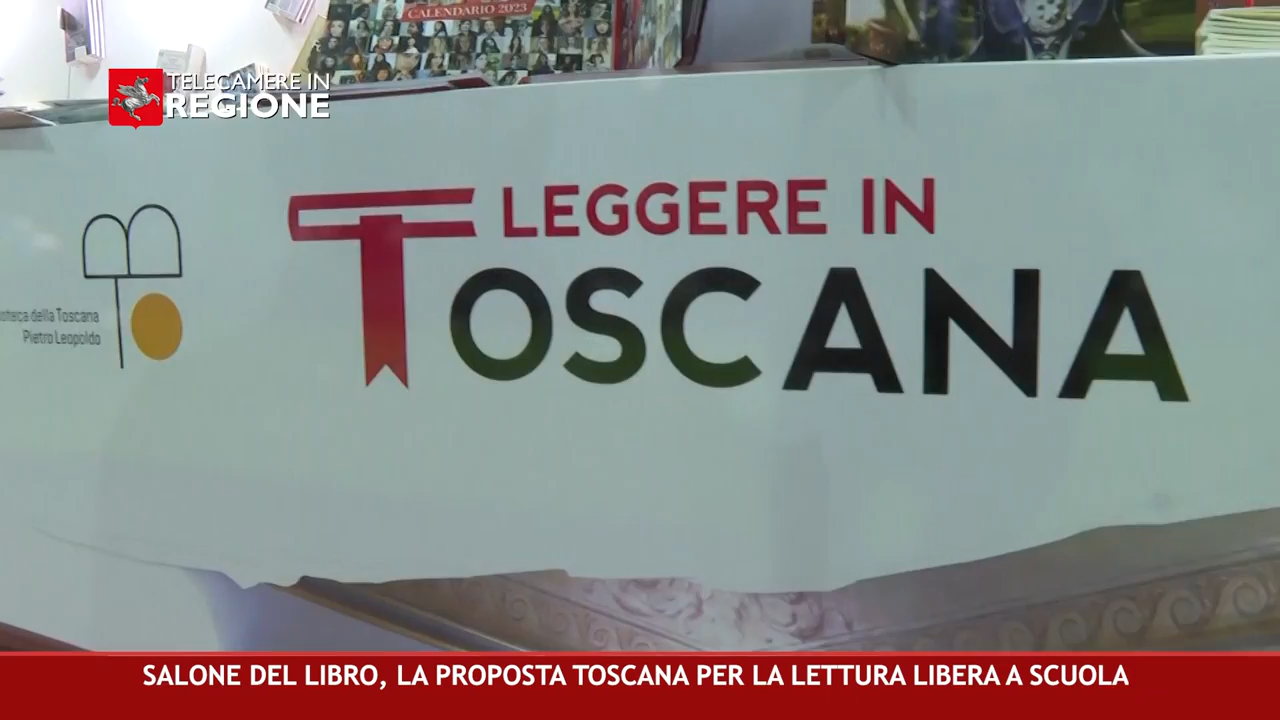 CALENDARIO 2023
TELECAMERE IN
REGIONE
LEGGERE IN
TOSCANA
della Toscana
Pietro Leopoldo
SALONE DEL LIBRO, LA PROPOSTA TOSCANA PER LA LETTURA LIBERA A SCUOLA